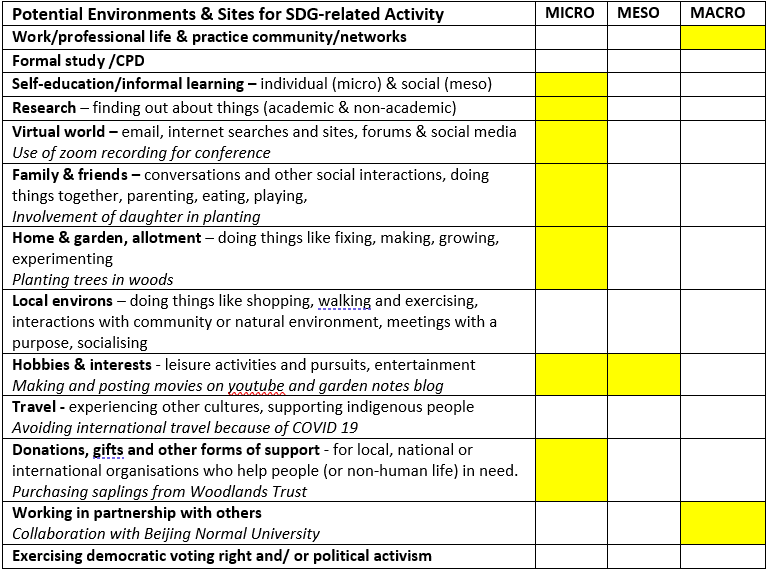 Potential Environments & Sites for SDG-related Activity MICRO MESO MACRO
Work/professional life & practice community/networks
Formal study /CPD
Self-education/informal learning – individual (micro) & social (meso)
Research – finding out about things (academic & non-academic)
Virtual world – email, internet searches and sites, forums & social media
Use of zoom recording for conference
Family & friends – conversations and other social interactions, doing
things together, parenting, eating, playing,
Involvement of daughter in planting
Home & garden, allotment – doing things like fixing, making, growing,
experimenting
Planting trees in woods
Local environs – doing things like shopping, walking and exercising,
interactions with community or natural environment, meetings with a
purpose, socialising
Hobbies & interests - leisure activities and pursuits, entertainment
Making and posting movies on youtube and garden notes blog
Travel - experiencing other cultures, supporting indigenous people
Avoiding international travel because of COVID 19
Donations, gifts and other forms of support - for local, national or
international organisations who help people (or non-human life) in need.
Purchasing saplings from Woodlands Trust
Working in partnership with others
Collaboration with Beijing Normal University
Exercising democratic voting right and/ or political activism